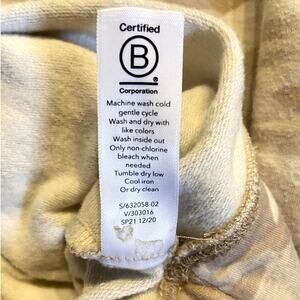 Certified
B
®
Corporation
Machine wash cold
gentle cycle
Wash and dry with
like colors
Wash inside out
Only non-chlorine
bleach when
needed
Tumble dry low
Cool iron
Or dry clean
S/632058-02
V/303016
SP21 12/20